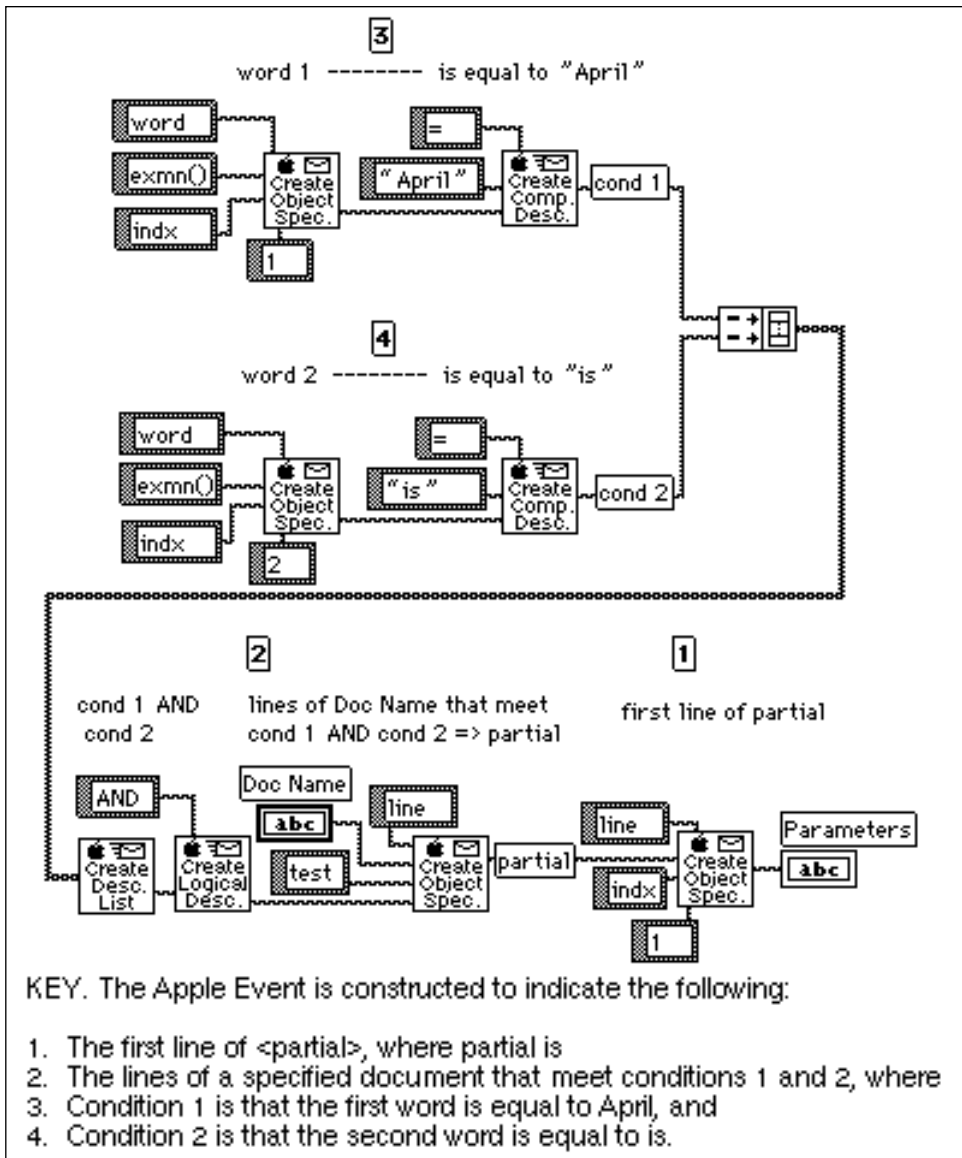 3
word 1 --------- is equal to "April"
word
=
exmn()
"April"
Create Object Spec.
Create Comp. Desc.
cond 1
indx
1
4
word 2 --------- is equal to "is"
word
=
exmn()
"is"
Create Object Spec.
Create Comp. Desc.
cond 2
indx
2
2
1
cond 1 AND
cond 2
lines of Doc Name that meet
cond 1 AND cond 2 => partial
first line of partial
Doc Name
AND
abc
line
line
Parameters
Create Desc. List
Create Logical Desc.
test
Create Object Spec.
partial
indx
Create Object Spec.
abc
1
KEY. The Apple Event is constructed to indicate the following:
1. The first line of <partial>, where partial is
2. The lines of a specified document that meet conditions 1 and 2, where
3. Condition 1 is that the first word is equal to April, and
4. Condition 2 is that the second word is equal to is.